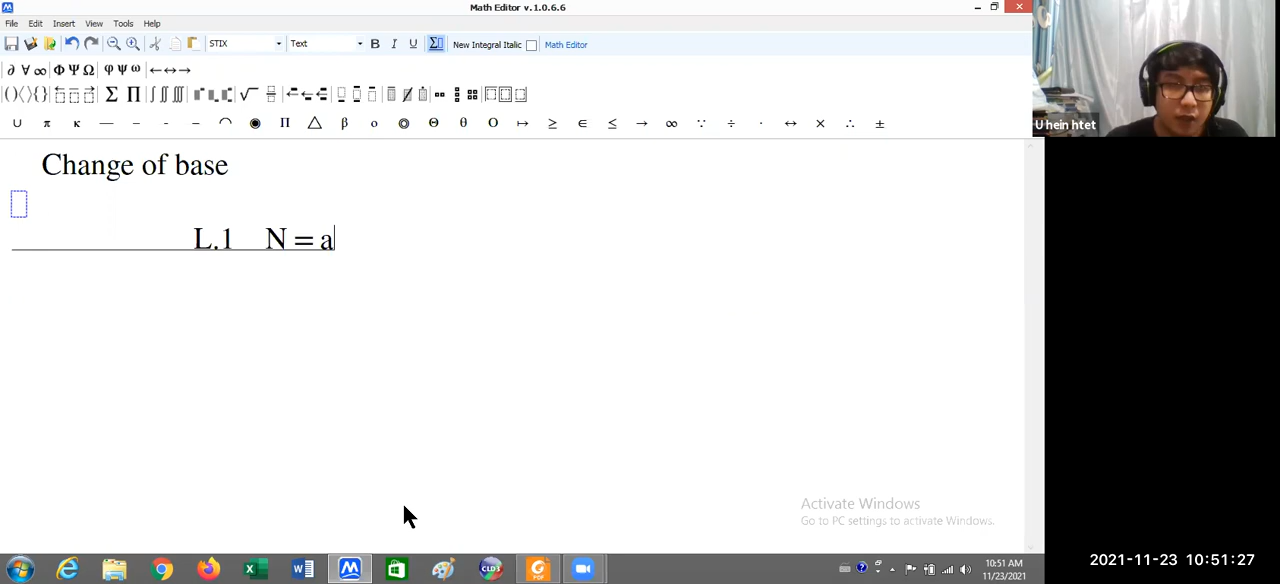 Math Editor v.1.0.6.6
File Edit Insert View Tools Help
STIX Text B I U Σ New Integral Italic Math Editor
∂ ∀ ∞ Φ Ψ Ω φ ψ ω ←↔→
()⟨⟩{} Σ Π ∫ ∫∫ ∫∫∫
∪ π κ — − - – ⌒ ◉ Π △ β o ⊚ Θ θ O ↦ ≥ ∈ ≤ → ∞ ∵ ÷ · ↔ × ∴ ±
U hein htet
Change of base
L.1 N = a
Activate Windows
Go to PC settings to activate Windows.
CLDS
PDF
10:51 AM
11/23/2021
2021-11-23 10:51:27